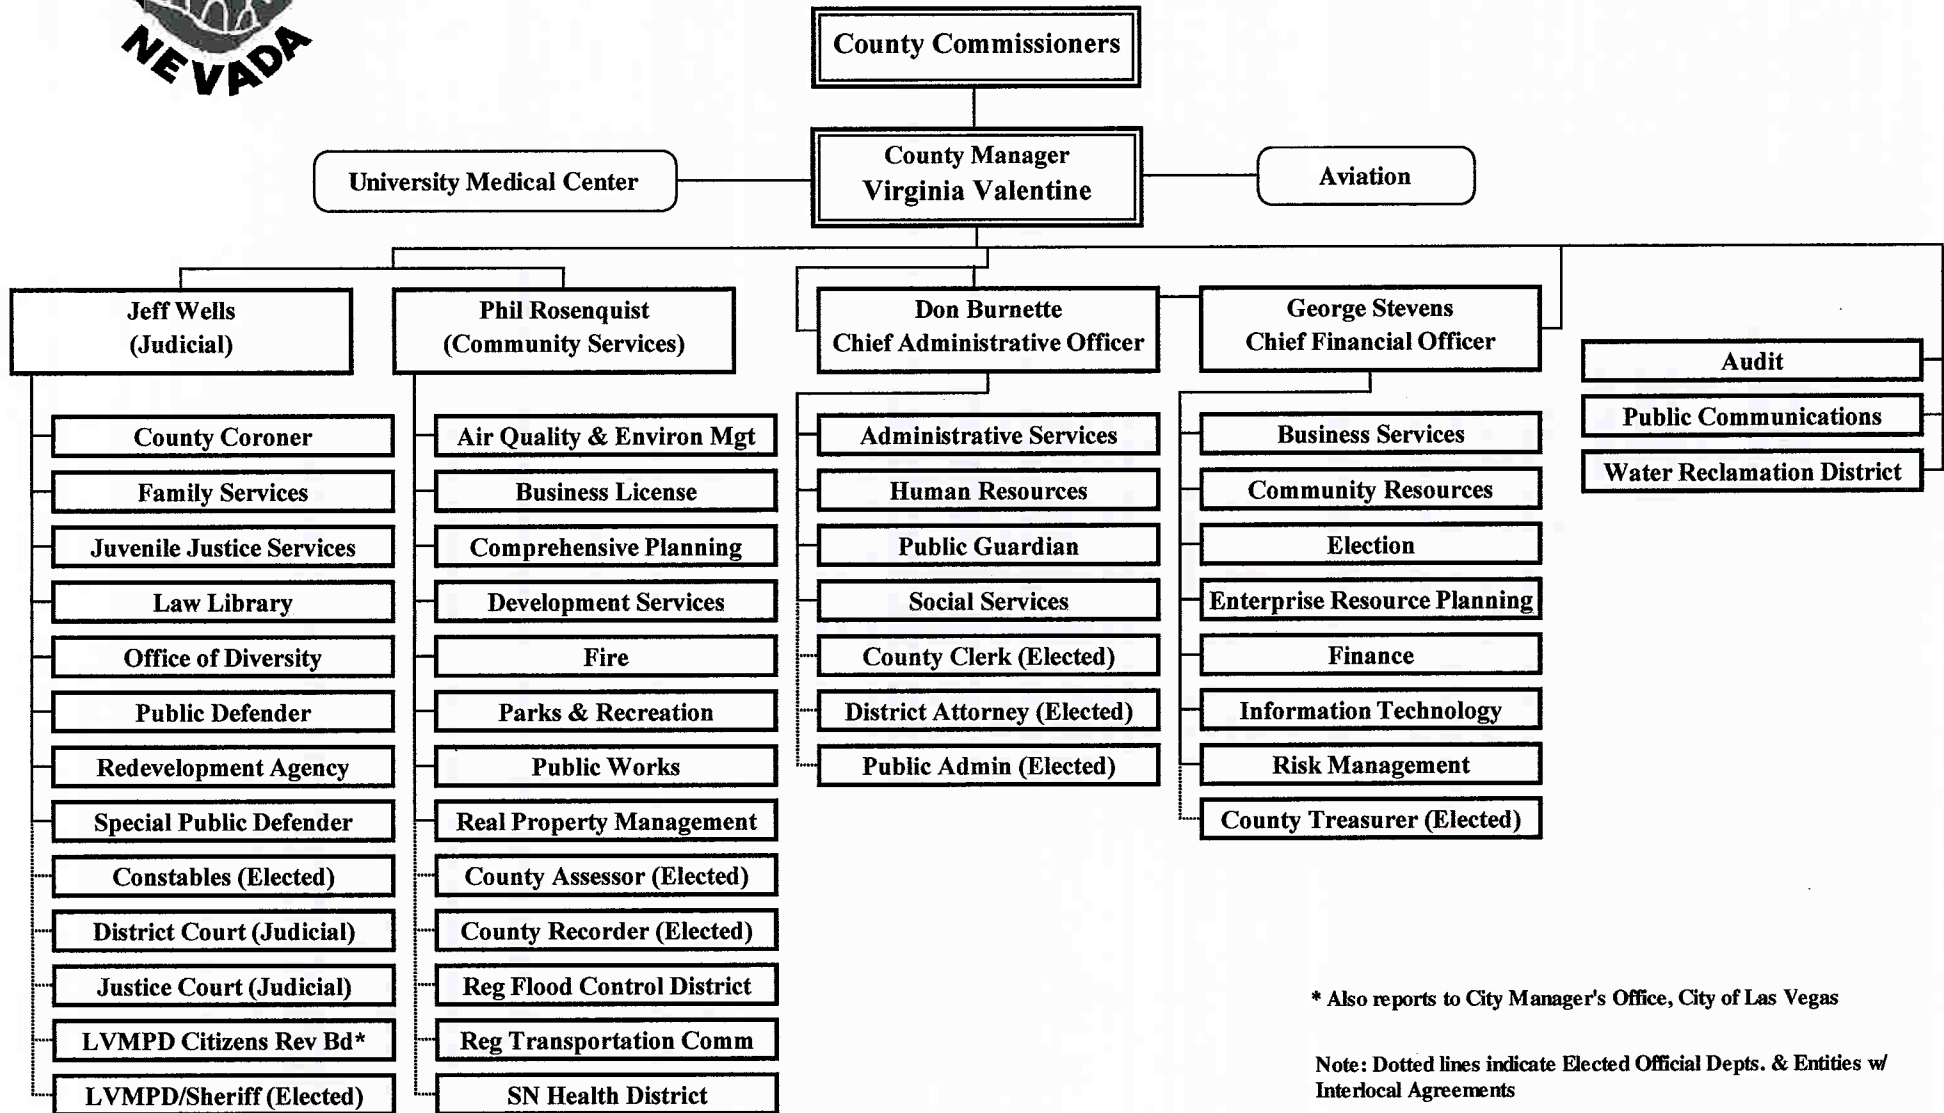 NEVADA
County Commissioners
County Manager
Virginia Valentine
University Medical Center
Aviation
Jeff Wells
(Judicial)
County Coroner
Family Services
Juvenile Justice Services
Law Library
Office of Diversity
Public Defender
Redevelopment Agency
Special Public Defender
Constables (Elected)
District Court (Judicial)
Justice Court (Judicial)
LVMPD Citizens Rev Bd*
LVMPD/Sheriff (Elected)
Phil Rosenquist
(Community Services)
Air Quality & Environ Mgt
Business License
Comprehensive Planning
Development Services
Fire
Parks & Recreation
Public Works
Real Property Management
County Assessor (Elected)
County Recorder (Elected)
Reg Flood Control District
Reg Transportation Comm
SN Health District
Don Burnette
Chief Administrative Officer
Administrative Services
Human Resources
Public Guardian
Social Services
County Clerk (Elected)
District Attorney (Elected)
Public Admin (Elected)
George Stevens
Chief Financial Officer
Business Services
Community Resources
Election
Enterprise Resource Planning
Finance
Information Technology
Risk Management
County Treasurer (Elected)
Audit
Public Communications
Water Reclamation District
* Also reports to City Manager's Office, City of Las Vegas
Note: Dotted lines indicate Elected Official Depts. & Entities w/
Interlocal Agreements